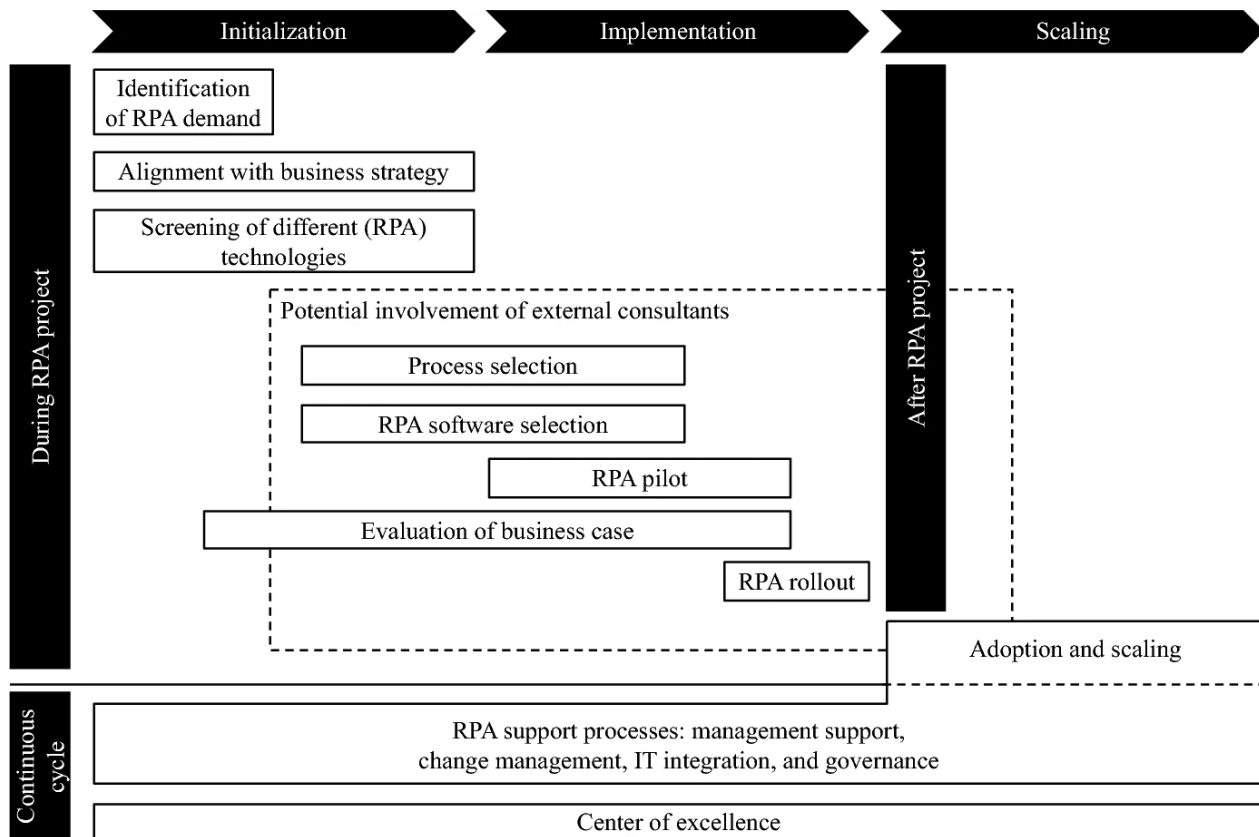 Initialization
Implementation
Scaling
During RPA project
Identification
of RPA demand
Alignment with business strategy
Screening of different (RPA)
technologies
Potential involvement of external consultants
Process selection
RPA software selection
RPA pilot
Evaluation of business case
RPA rollout
After RPA project
Adoption and scaling
Continuous
cycle
RPA support processes: management support,
change management, IT integration, and governance
Center of excellence